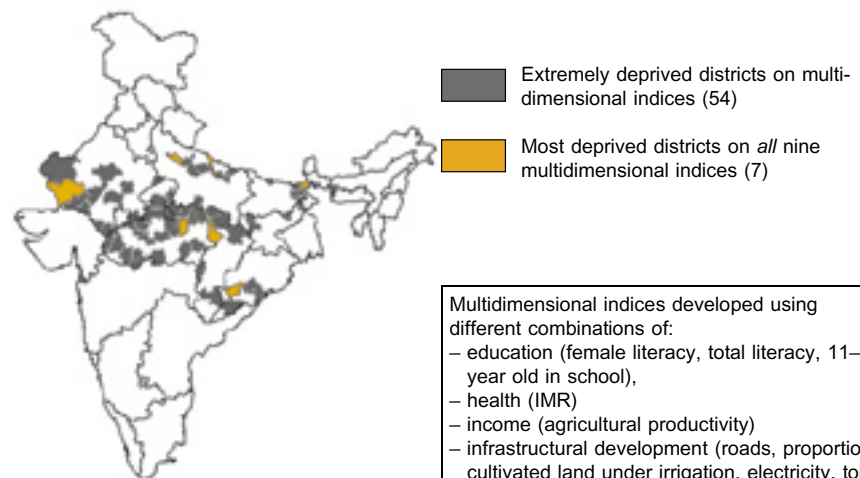 Extremely deprived districts on multi-
dimensional indices (54)
Most deprived districts on all nine
multidimensional indices (7)
Multidimensional indices developed using
different combinations of:
– education (female literacy, total literacy, 11–
year old in school),
– health (IMR)
– income (agricultural productivity)
– infrastructural development (roads,
cultivated land under irrigation, electricity,